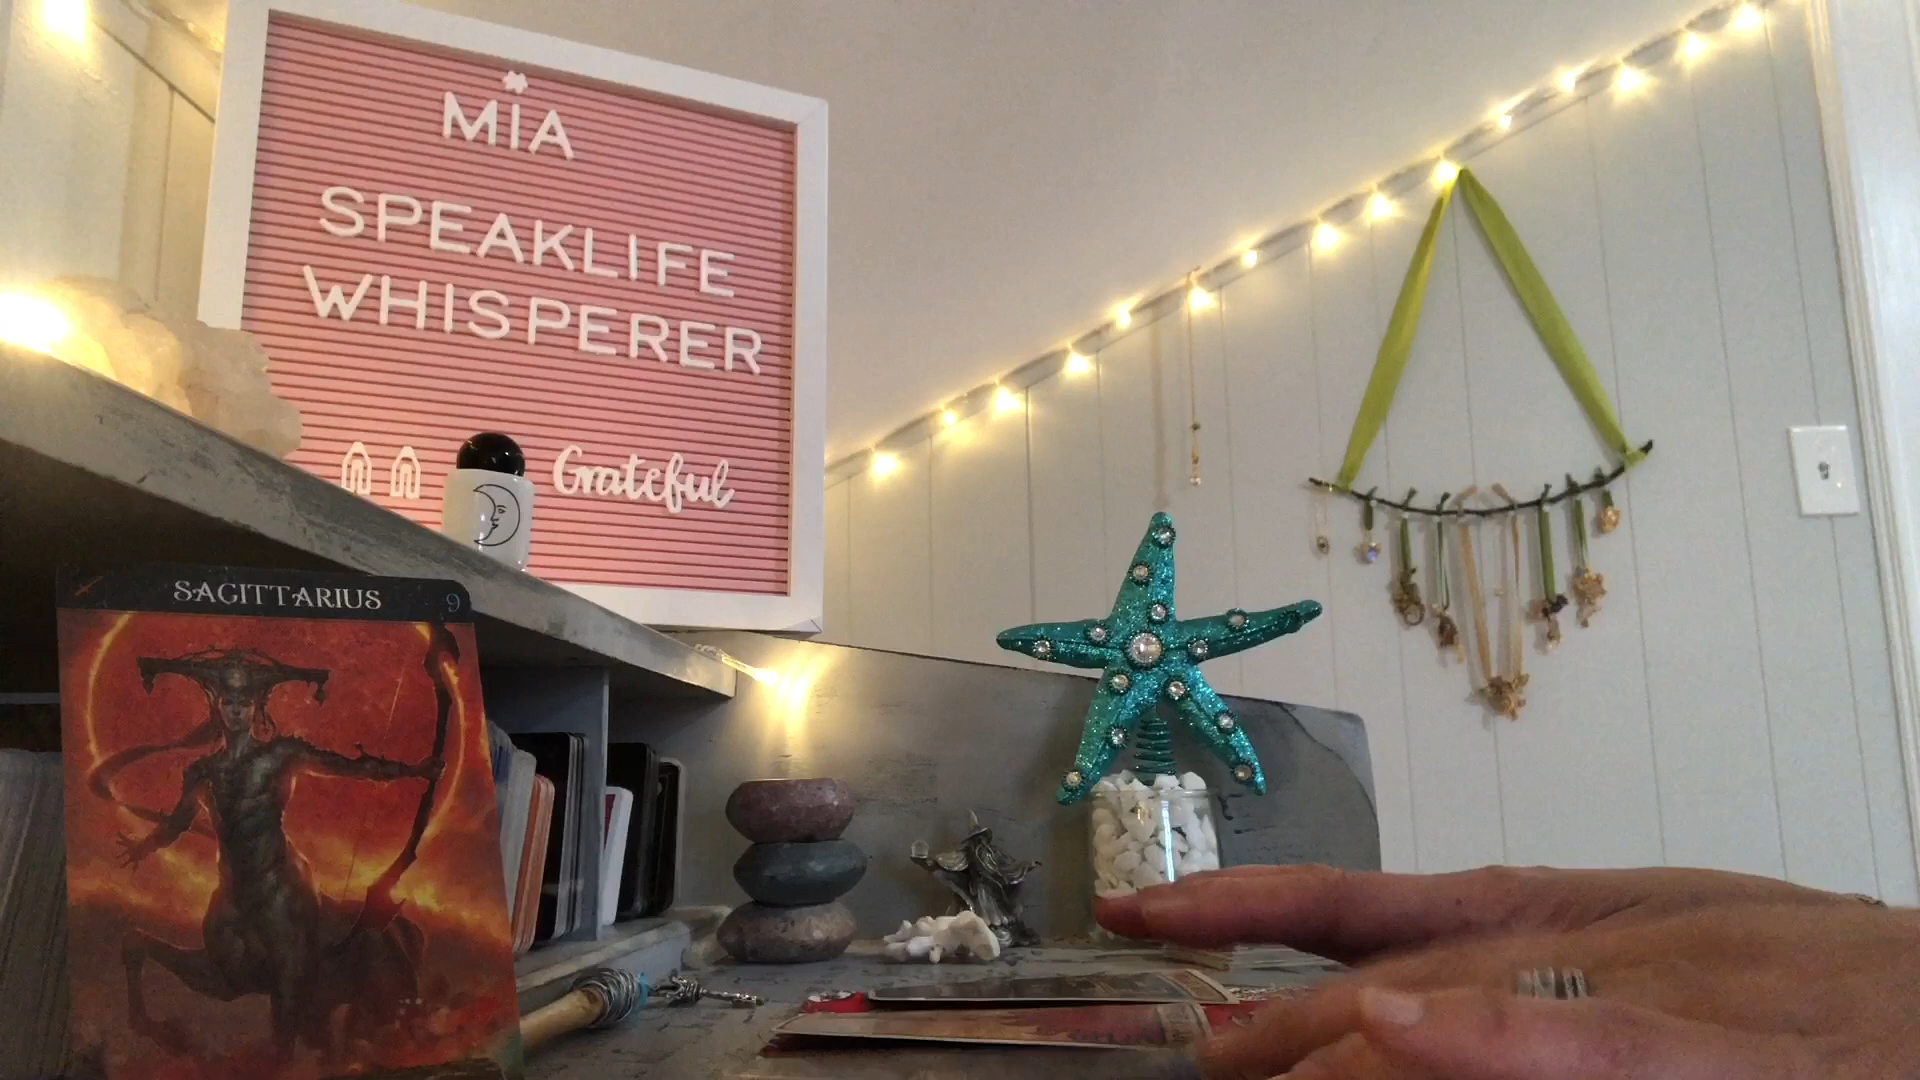 MIA
SPEAKLIFE
WHISPERER
Grateful
SAGITTARIUS
9